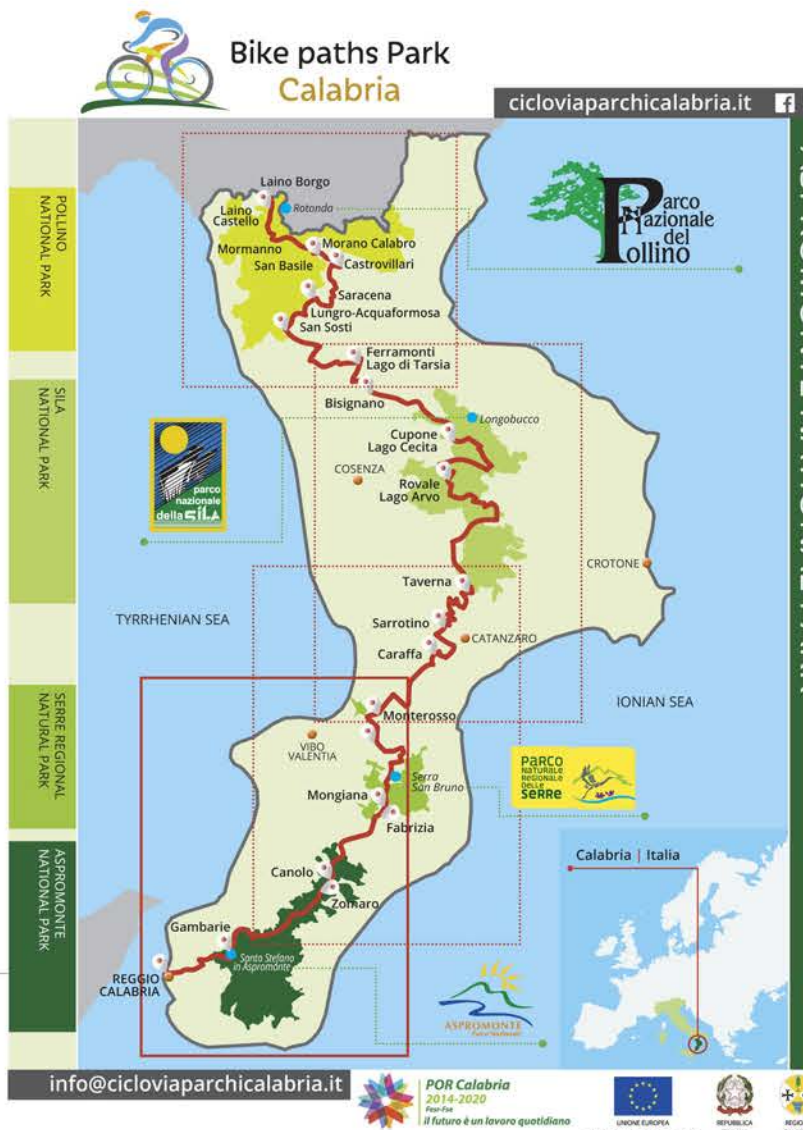 Bike paths Park
Calabria
cicloviaparchicalabria.it
POLLINO
NATIONAL PARK
SILA
NATIONAL PARK
SERRE REGIONAL
NATURAL PARK
ASPROMONTE
NATIONAL PARK
Laino Borgo
Laino
Castello
Rotonda
Mormanno
Morano Calabro
San Basile
Castrovillari
Saracena
Lungro-Acquaformosa
San Sosti
Ferramonti
Lago di Tarsia
Bisignano
Longobucco
Cupone
Lago Cecita
COSENZA
Rovale
Lago Arvo
Taverna
CROTONE
TYRRHENIAN SEA
Sarrotino
CATANZARO
Caraffa
IONIAN SEA
Monterosso
VIBO
VALENTIA
Serra
San Bruno
Mongiana
Fabrizia
Canolo
Zomaro
Gambarie
Santo Stefano
in Aspromonte
REGGIO
CALABRIA
Parco
Nazionale
del
Pollino
parco
nazionale
della SILA
PARCO
NATURALE
REGIONALE
DELLE
SERRE
Calabria | Italia
ASPROMONTE
Parco Nazionale
info@cicloviaparchicalabria.it
POR Calabria
2014-2020
Fesr-Fse
il futuro è un lavoro quotidiano
UNIONE EUROPEA
REPUBBLICA